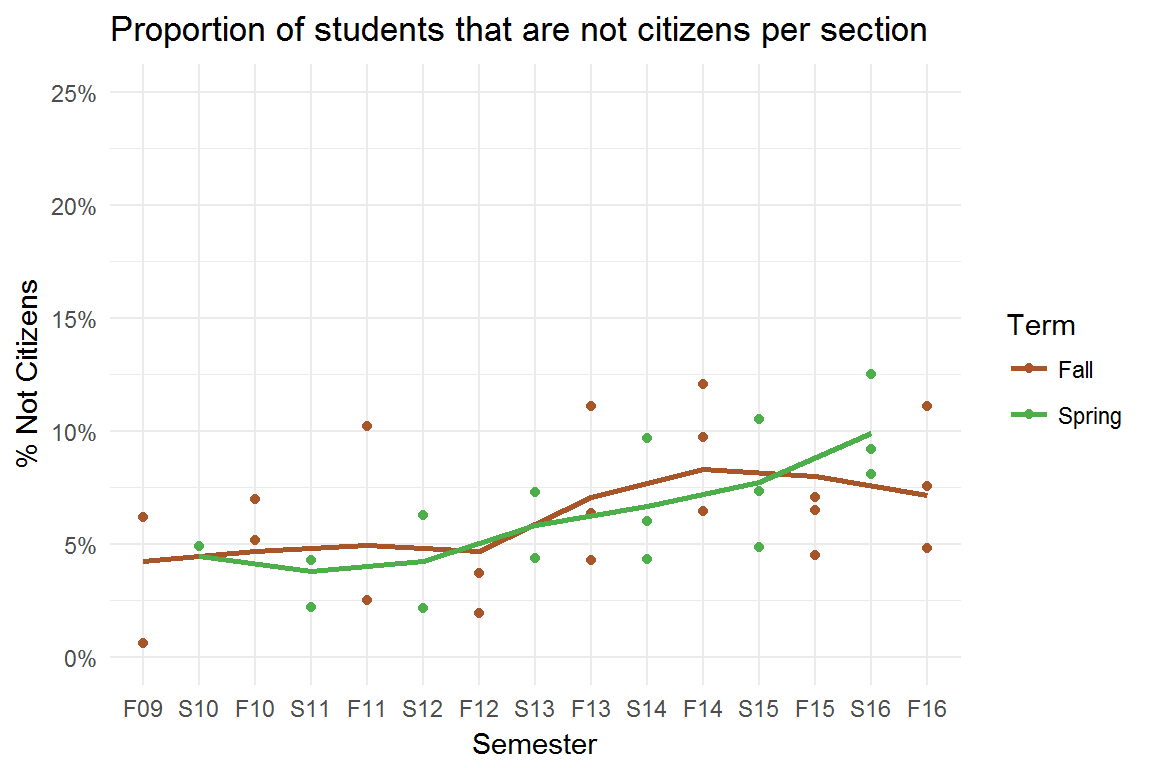 Proportion of students that are not citizens per section
25%
20%
15%
10%
5%
0%
% Not Citizens
F09 S10 F10 S11 F11 S12 F12 S13 F13 S14 F14 S15 F15 S16 F16
Semester
Term
Fall
Spring